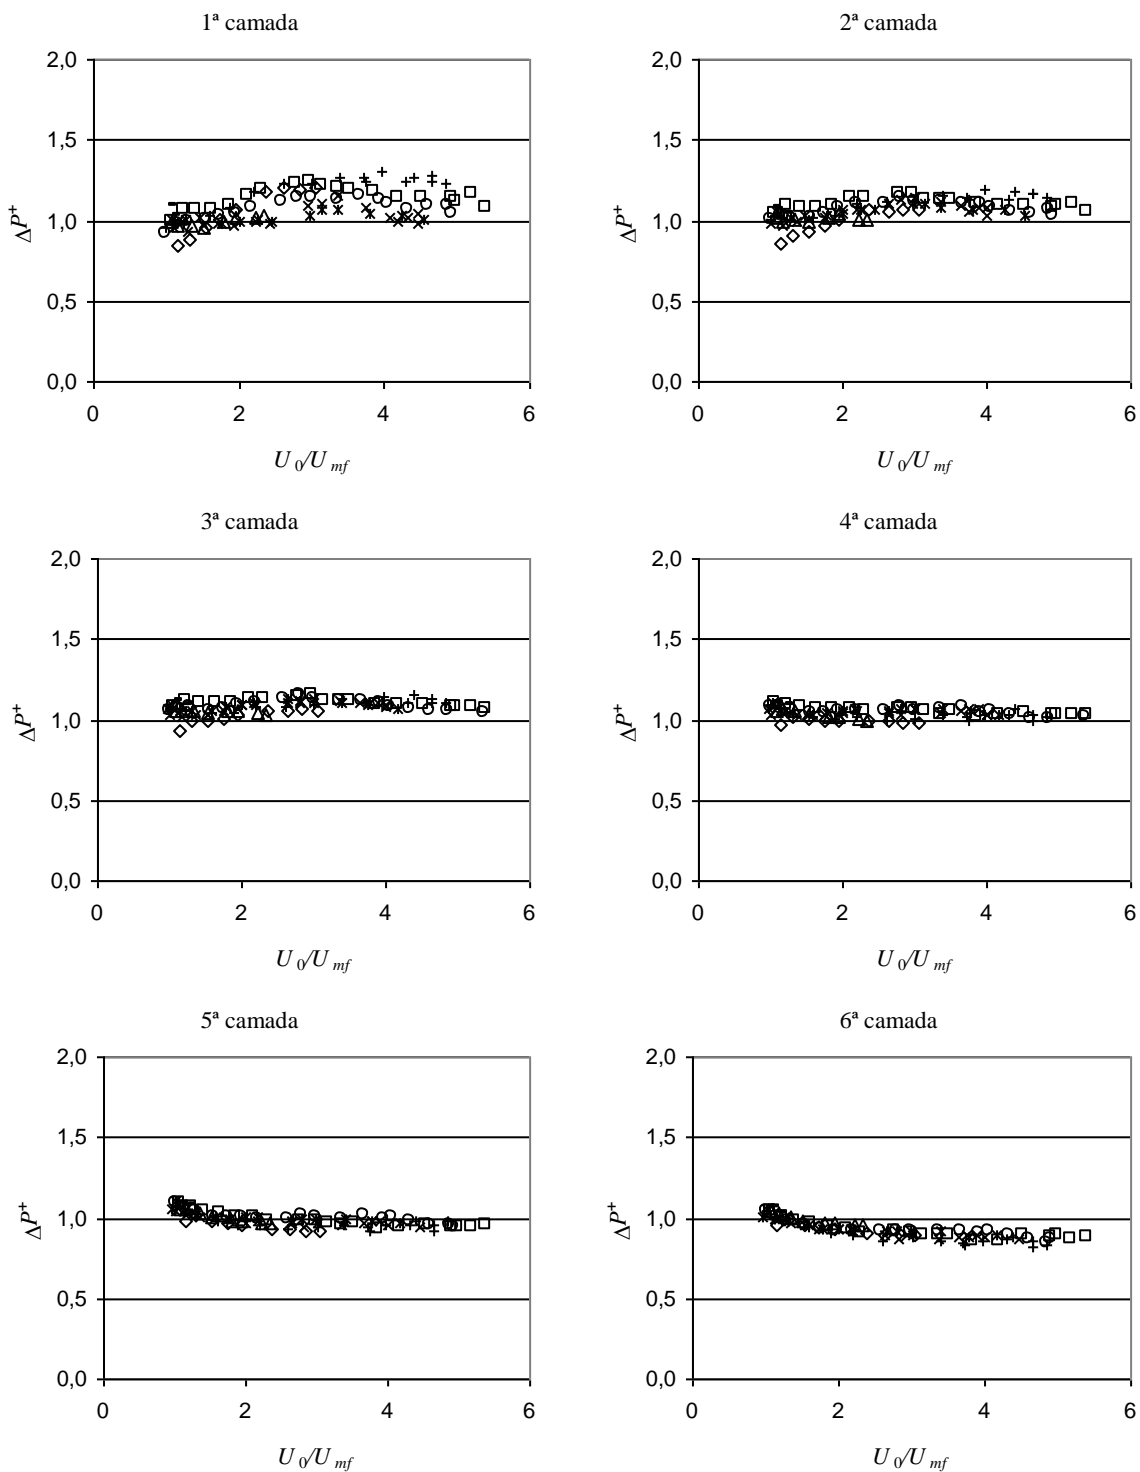 1ª camada
2,0
1,5
1,0
0,5
0,0
ΔP⁺
0 2 4 6
U₀/Uₘf
2ª camada
2,0
1,5
1,0
0,5
0,0
ΔP⁺
0 2 4 6
U₀/Uₘf
3ª camada
2,0
1,5
1,0
0,5
0,0
ΔP⁺
0 2 4 6
U₀/Uₘf
4ª camada
2,0
1,5
1,0
0,5
0,0
ΔP⁺
0 2 4 6
U₀/Uₘf
5ª camada
2,0
1,5
1,0
0,5
0,0
ΔP⁺
0 2 4 6
U₀/Uₘf
6ª camada
2,0
1,5
1,0
0,5
0,0
ΔP⁺
0 2 4 6
U₀/Uₘf